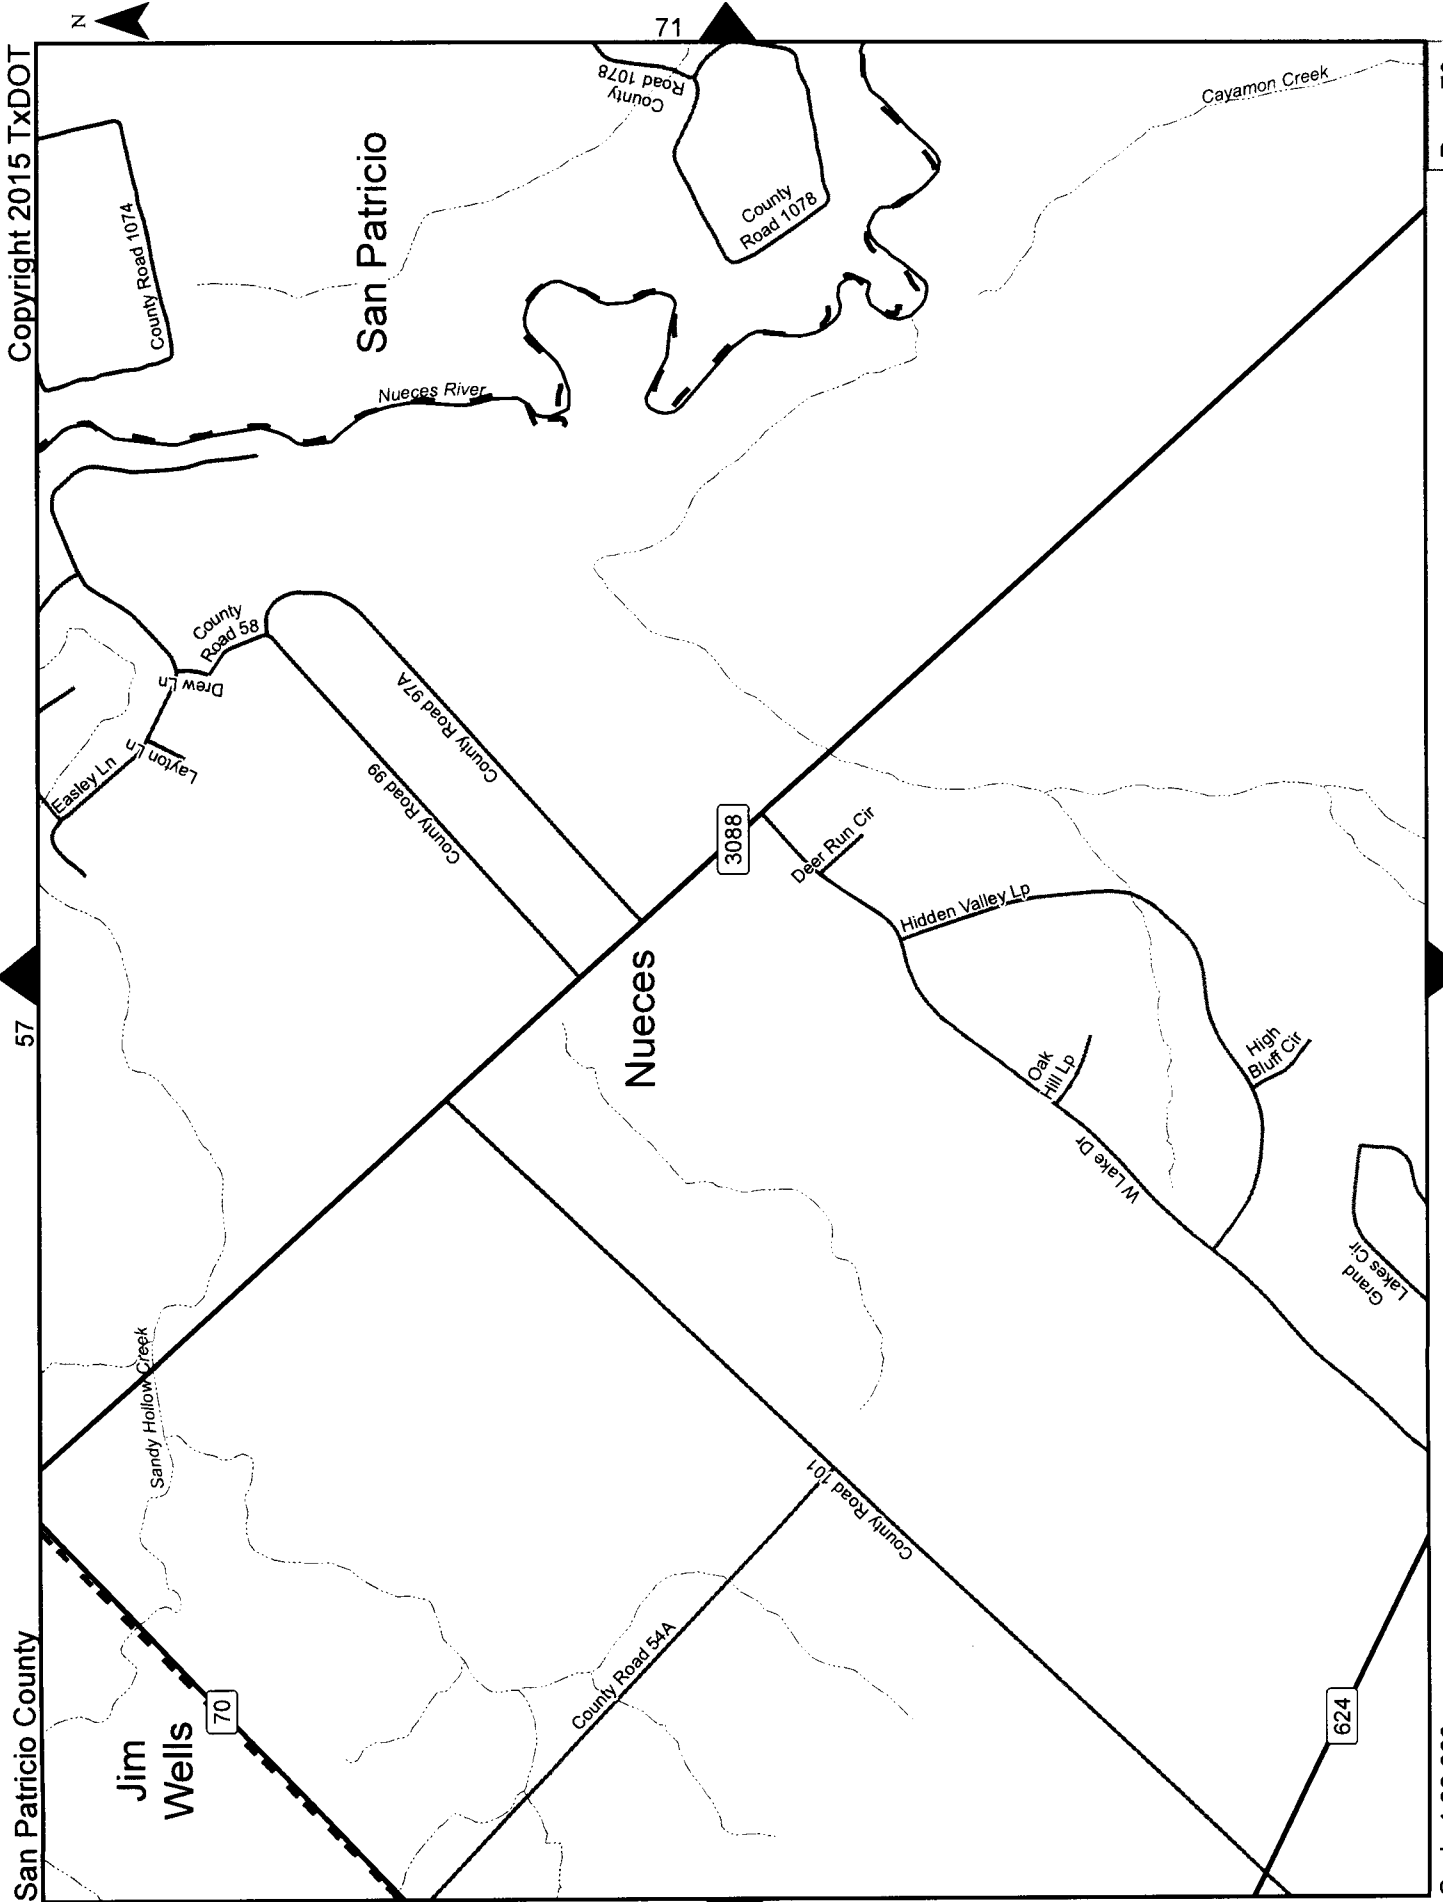 San Patricio County
Copyright 2015 TxDOT
N
57
71
County Road 1074
San Patricio
County
Road 1078
County
Road 1078
Cayamon Creek
Nueces River
County
Road 58
Drew Ln
Layton Ln
Easley Ln
County Road 97A
County Road 99
3088
Deer Run Cir
Hidden Valley Lp
Nueces
Oak
Hill Lp
High
Bluff Cir
W Lake Dr
Grand
Lakes Cir
Sandy Hollow Creek
County Road 101
County Road 54A
Jim
Wells
70
624